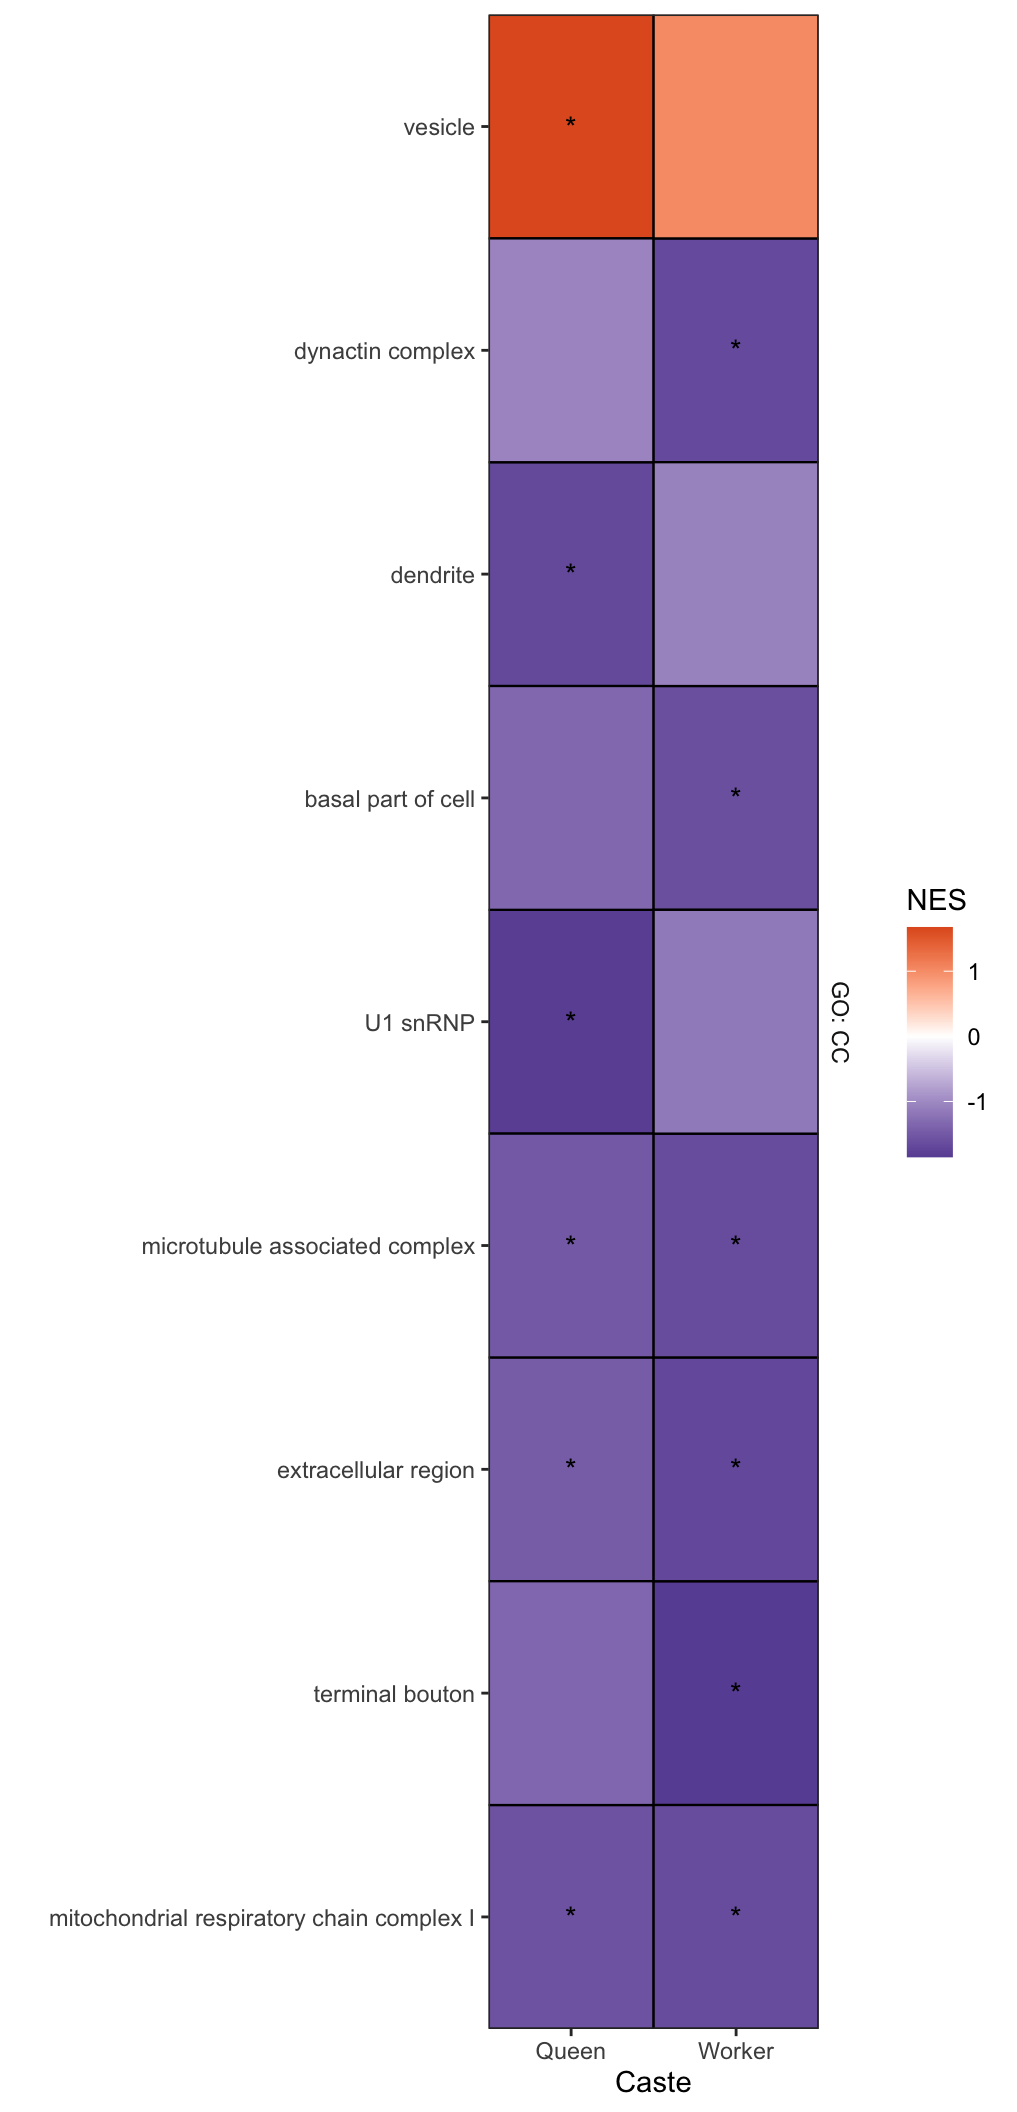 vesicle
*
dynactin complex
*
dendrite
*
basal part of cell
*
U1 snRNP
*
microtubule associated complex
* *
extracellular region
* *
terminal bouton
*
mitochondrial respiratory chain complex I
* *
Queen Worker
Caste
GO: CC
NES
1
0
-1